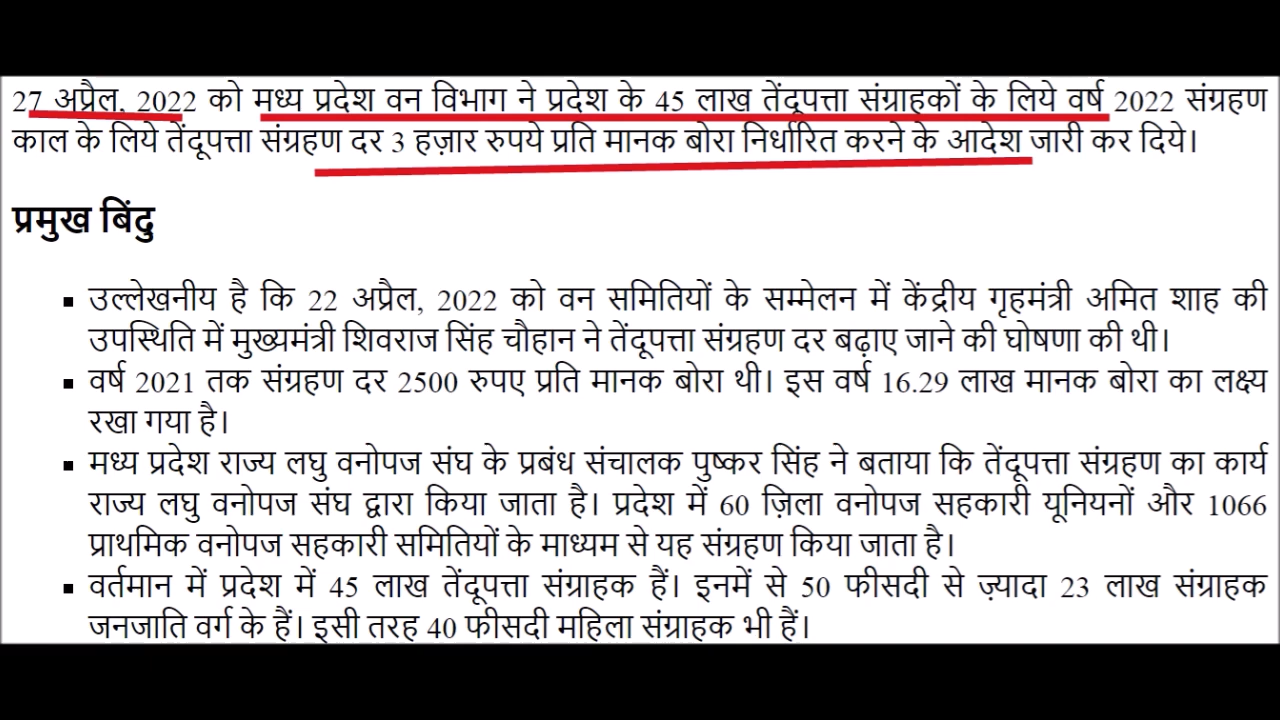 27 अप्रैल, 2022 को मध्य प्रदेश वन विभाग ने प्रदेश के 45 लाख तेंदूपत्ता संग्राहकों के लिये वर्ष 2022 संग्रहण
काल के लिये तेंदूपत्ता संग्रहण दर 3 हज़ार रुपये प्रति मानक बोरा निर्धारित करने के आदेश जारी कर दिये।
प्रमुख बिंदु
▪ उल्लेखनीय है कि 22 अप्रैल, 2022 को वन समितियों के सम्मेलन में केंद्रीय गृहमंत्री अमित शाह की
उपस्थिति में मुख्यमंत्री शिवराज सिंह चौहान ने तेंदूपत्ता संग्रहण दर बढ़ाए जाने की घोषणा की थी।
▪ वर्ष 2021 तक संग्रहण दर 2500 रुपए प्रति मानक बोरा थी। इस वर्ष 16.29 लाख मानक बोरा का लक्ष्य
रखा गया है।
▪ मध्य प्रदेश राज्य लघु वनोपज संघ के प्रबंध संचालक पुष्कर सिंह ने बताया कि तेंदूपत्ता संग्रहण का कार्य
राज्य लघु वनोपज संघ द्वारा किया जाता है। प्रदेश में 60 ज़िला वनोपज सहकारी यूनियनों और 1066
प्राथमिक वनोपज सहकारी समितियों के माध्यम से यह संग्रहण किया जाता है।
▪ वर्तमान में प्रदेश में 45 लाख तेंदूपत्ता संग्राहक हैं। इनमें से 50 फीसदी से ज़्यादा 23 लाख संग्राहक
जनजाति वर्ग के हैं। इसी तरह 40 फीसदी महिला संग्राहक भी हैं।